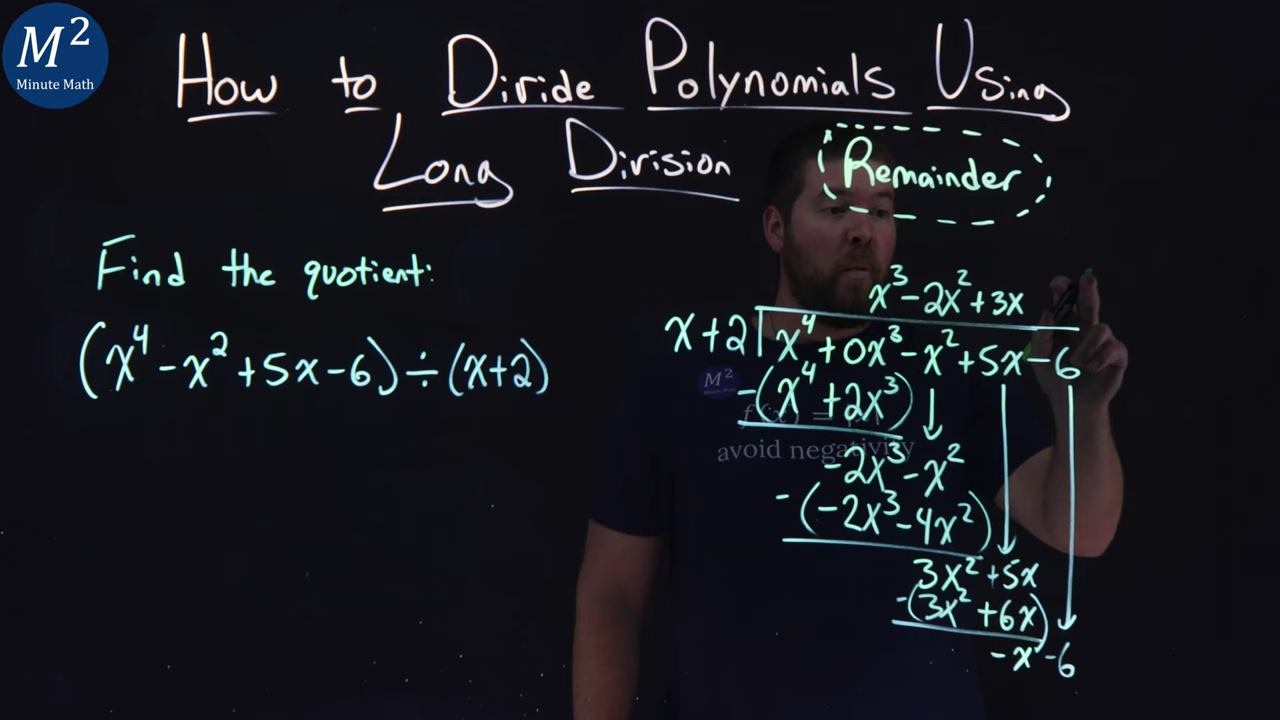 M²
Minute Math
How to Divide Polynomials Using
Long Division
Remainder
Find the quotient:
(x⁴ - x² + 5x - 6) ÷ (x+2)
x³ - 2x² + 3x
x+2 | x⁴ + 0x³ - x² + 5x - 6
-(x⁴ + 2x³)
-2x³ - x²
-(-2x³ - 4x²)
3x² + 5x
-(3x² + 6x)
-x - 6
M²
avoid negativity